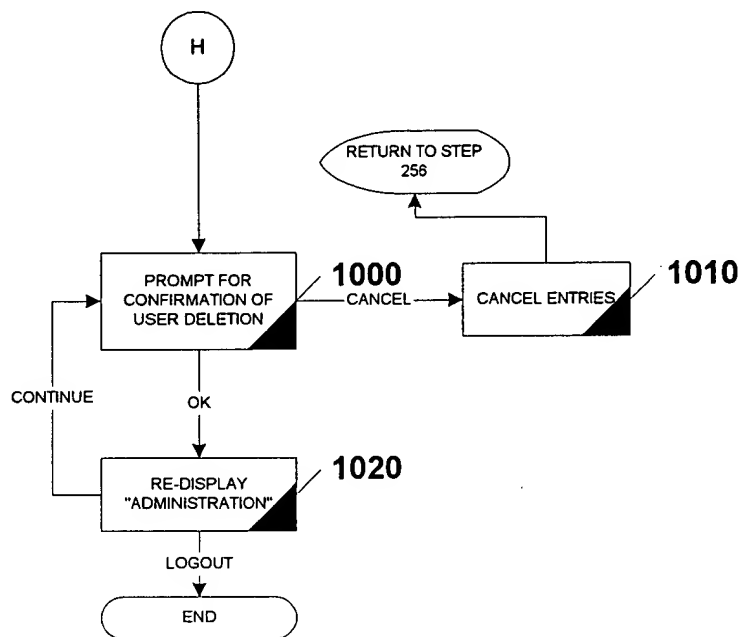 H
RETURN TO STEP
256
PROMPT FOR
CONFIRMATION OF
USER DELETION
1000
CANCEL
CANCEL ENTRIES
1010
CONTINUE
OK
RE-DISPLAY
"ADMINISTRATION"
1020
LOGOUT
END